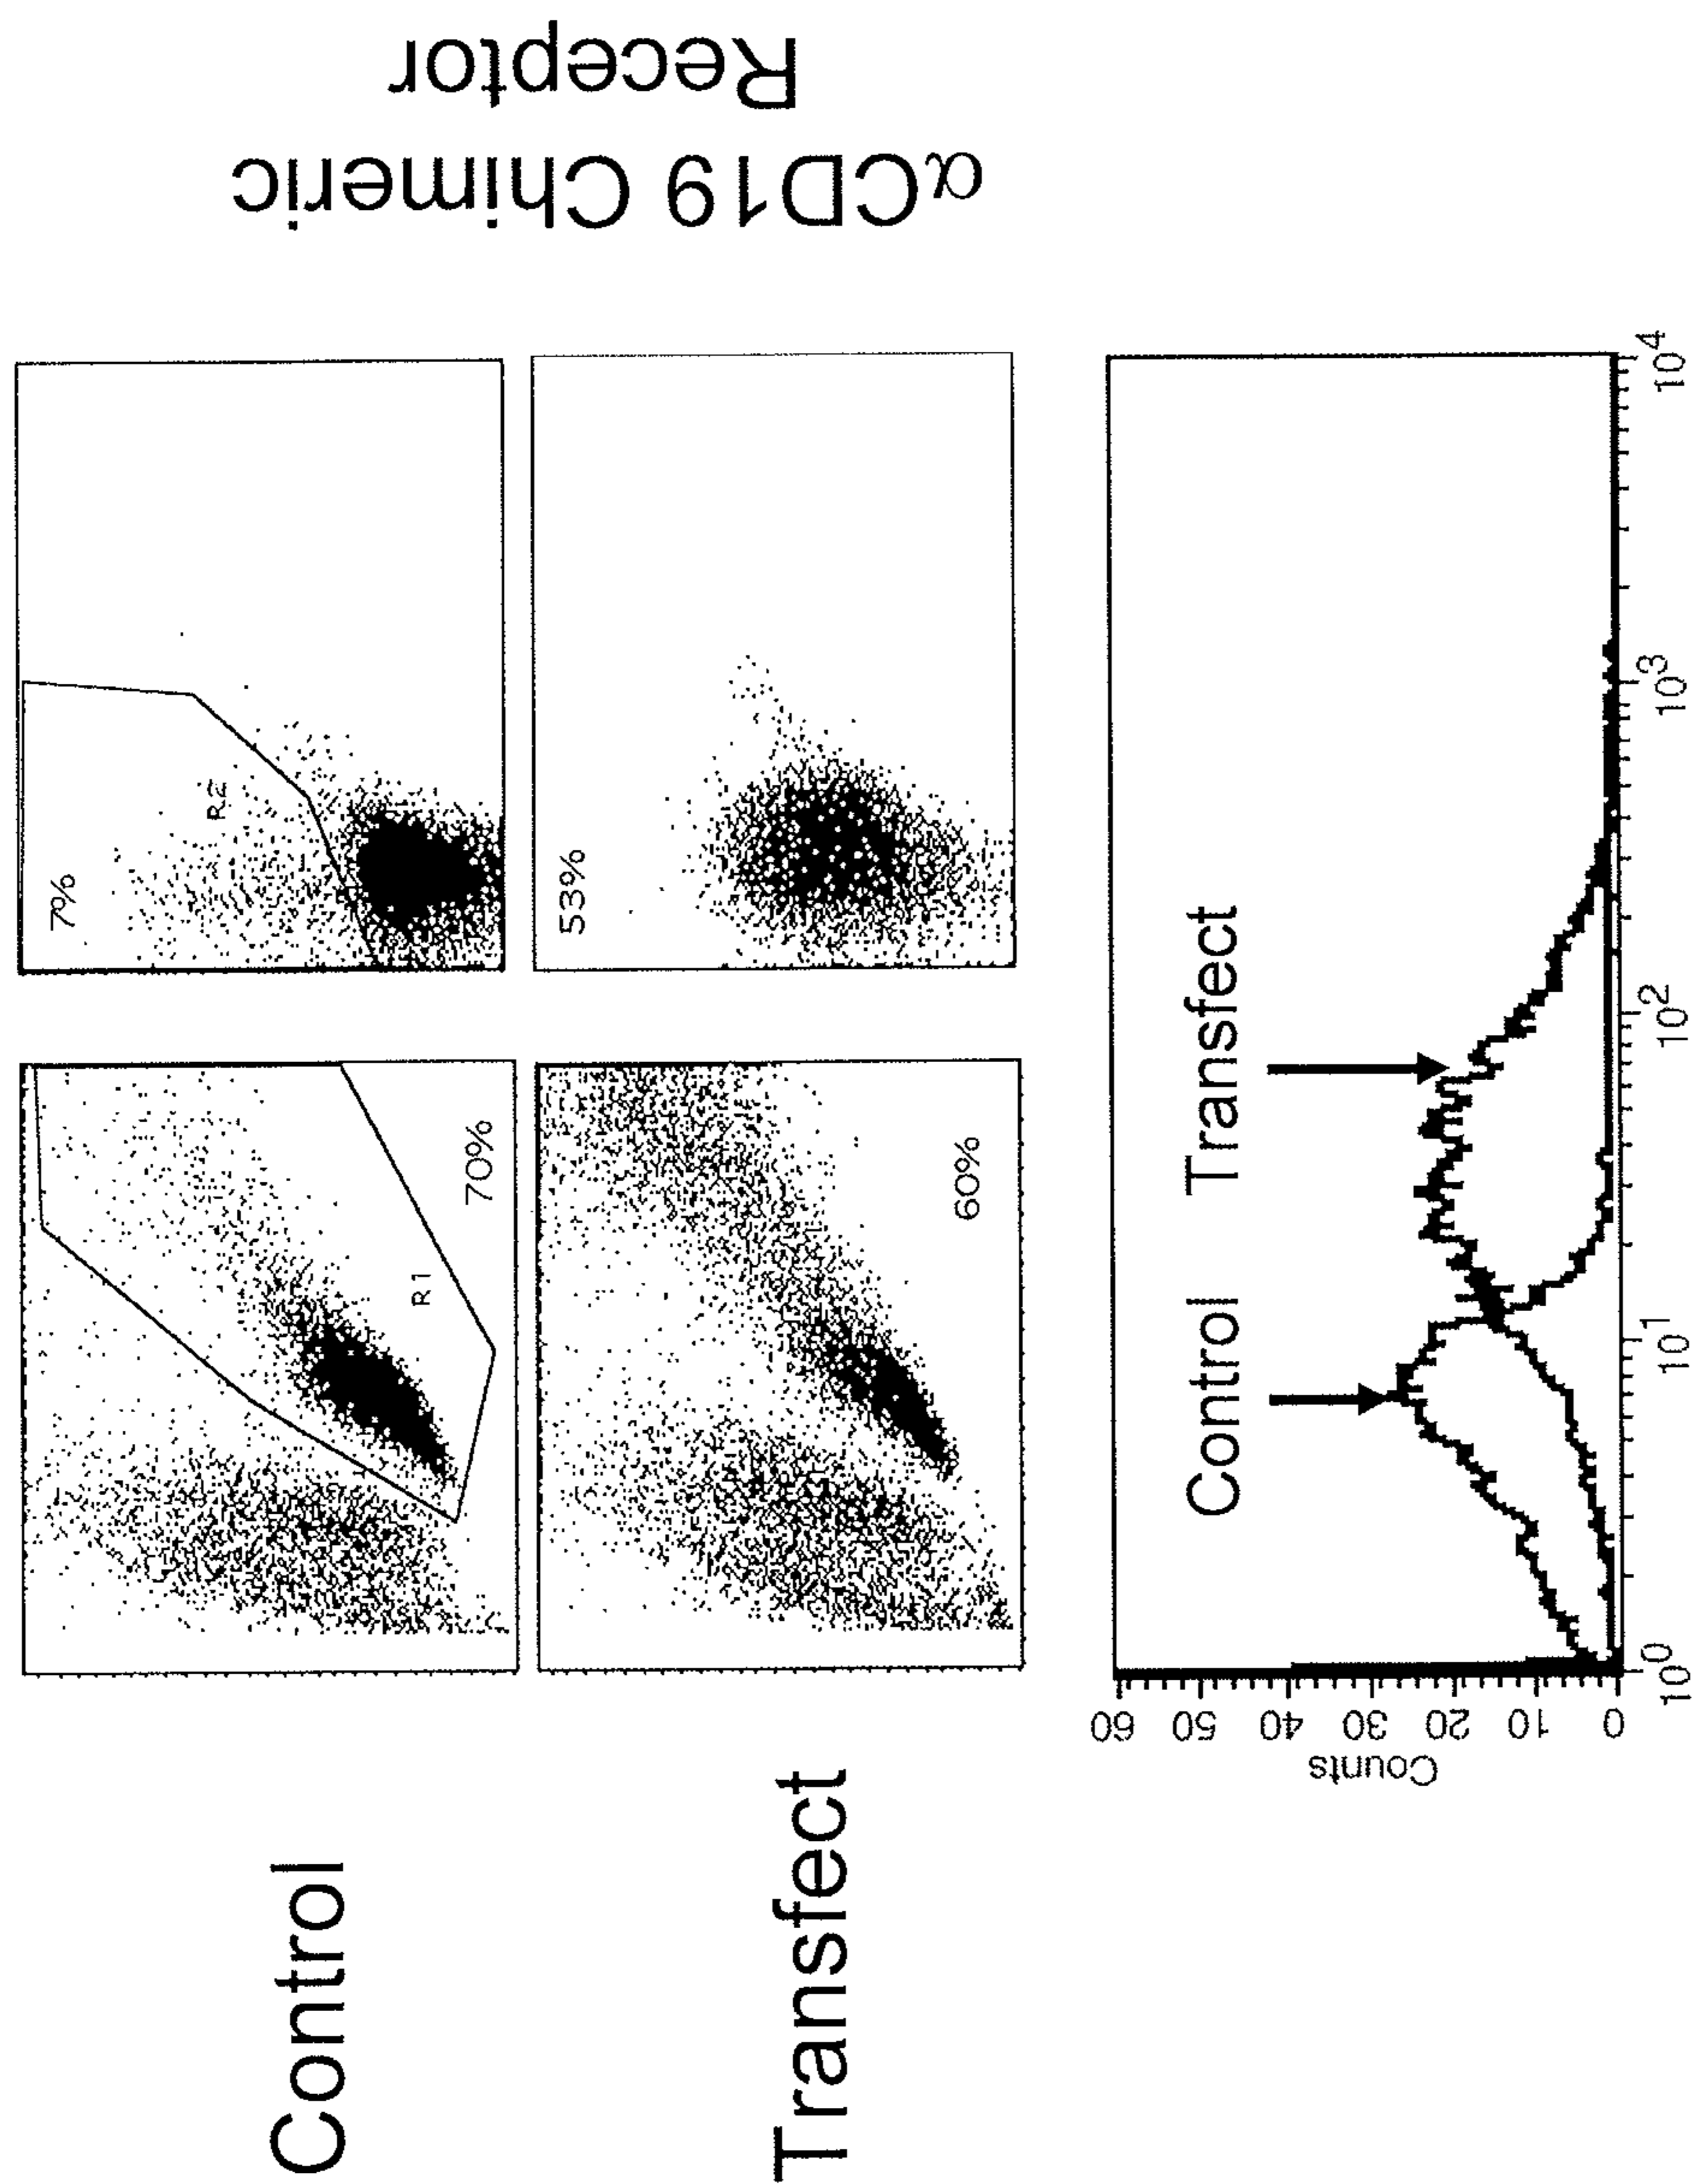 αCD19 Chimeric
Receptor
Control
70%
R1
7%
R2
Transfect
60%
53%
Counts
60
50
40
30
20
10
0
Control
Transfect
10⁰
10¹
10²
10³
10⁴